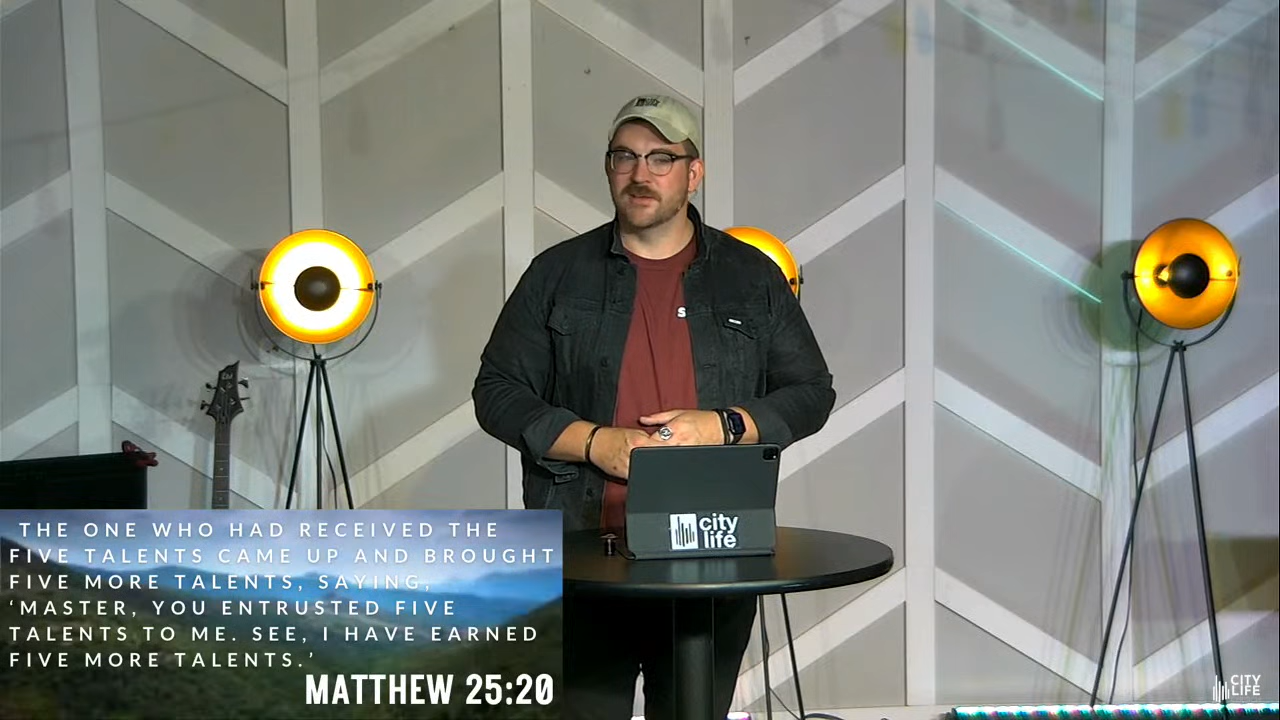 THE ONE WHO HAD RECEIVED THE
FIVE TALENTS CAME UP AND BROUGHT
FIVE MORE TALENTS, SAYING,
‘MASTER, YOU ENTRUSTED FIVE
TALENTS TO ME. SEE, I HAVE EARNED
FIVE MORE TALENTS.’
MATTHEW 25:20
city
life
CITY
LIFE